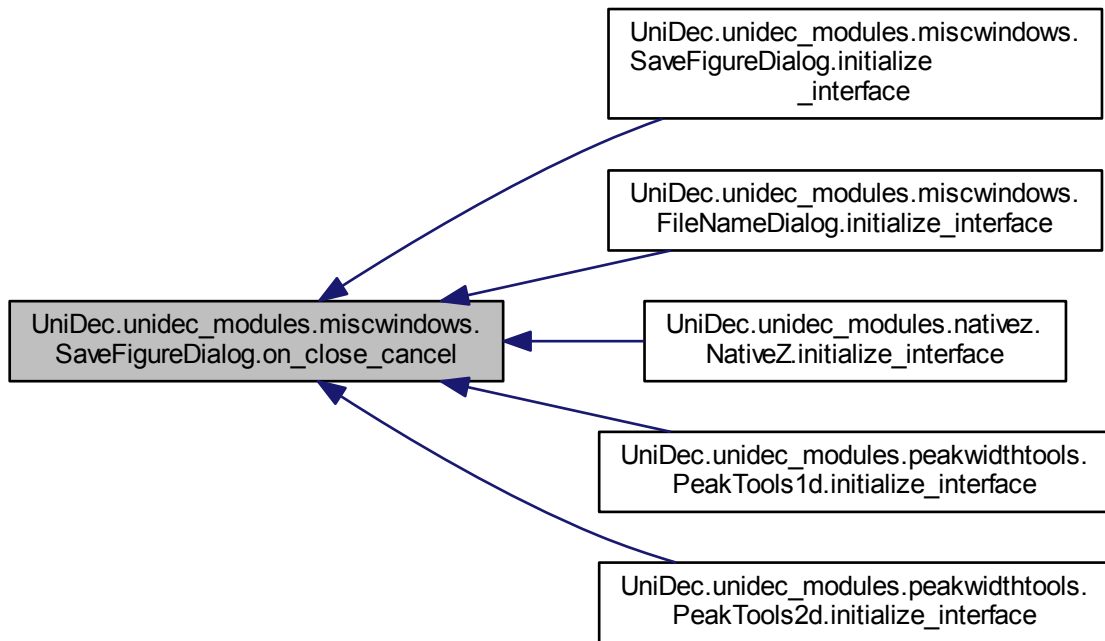 UniDec.unidec_modules.miscwindows.
SaveFigureDialog.initialize
_interface
UniDec.unidec_modules.miscwindows.
FileNameDialog.initialize_interface
UniDec.unidec_modules.miscwindows.
SaveFigureDialog.on_close_cancel
UniDec.unidec_modules.nativez.
NativeZ.initialize_interface
UniDec.unidec_modules.peakwidthtools.
PeakTools1d.initialize_interface
UniDec.unidec_modules.peakwidthtools.
PeakTools2d.initialize_interface